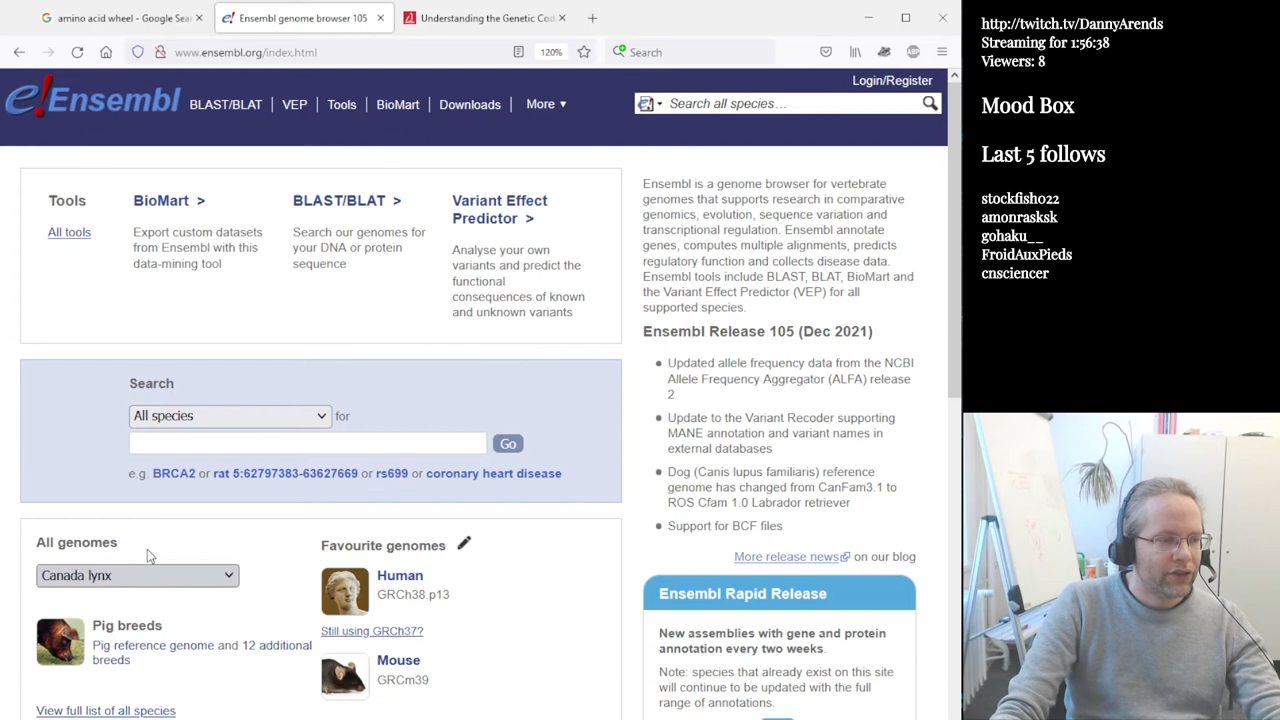 amino acid wheel - Google Sear
Ensembl genome browser 105
Understanding the Genetic Cod
www.ensembl.org/index.html
120%
Search
Login/Register
e!Ensembl
BLAST/BLAT
VEP
Tools
BioMart
Downloads
More
Search all species…
Tools
All tools
BioMart >
Export custom datasets
from Ensembl with this
data-mining tool
BLAST/BLAT >
Search our genomes for
your DNA or protein
sequence
Variant Effect
Predictor >
Analyse your own
variants and predict the
functional
consequences of known
and unknown variants
Search
All species
for
Go
e.g. BRCA2 or rat 5:62797383-63627669 or rs699 or coronary heart disease
All genomes
Canada lynx
Pig breeds
Pig reference genome and 12 additional
breeds
View full list of all species
Favourite genomes
Human
GRCh38.p13
Still using GRCh37?
Mouse
GRCm39
Ensembl is a genome browser for vertebrate
genomes that supports research in comparative
genomics, evolution, sequence variation and
transcriptional regulation. Ensembl annotate
genes, computes multiple alignments, predicts
regulatory function and collects disease data.
Ensembl tools include BLAST, BLAT, BioMart and
the Variant Effect Predictor (VEP) for all
supported species.
Ensembl Release 105 (Dec 2021)
Updated allele frequency data from the NCBI
Allele Frequency Aggregator (ALFA) release
2
Update to the Variant Recoder supporting
MANE annotation and variant names in
external databases
Dog (Canis lupus familiaris) reference
genome has changed from CanFam3.1 to
ROS Cfam 1.0 Labrador retriever
Support for BCF files
More release news on our blog
Ensembl Rapid Release
New assemblies with gene and protein
annotation every two weeks.
Note: species that already exist on this site
will continue to be updated with the full
range of annotations.
http://twitch.tv/DannyArends
Streaming for 1:56:38
Viewers: 8
Mood Box
Last 5 follows
stockfish022
amonrasksk
gohaku__
FroidAuxPieds
cnsciencer